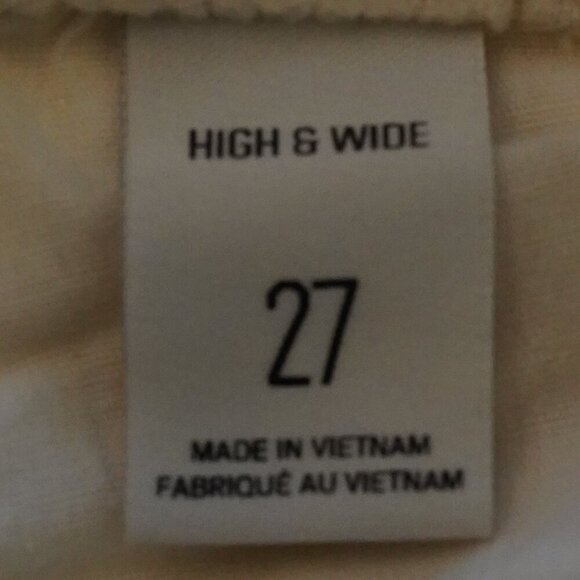 HIGH & WIDE
27
MADE IN VIETNAM
FABRIQUÉ AU VIETNAM